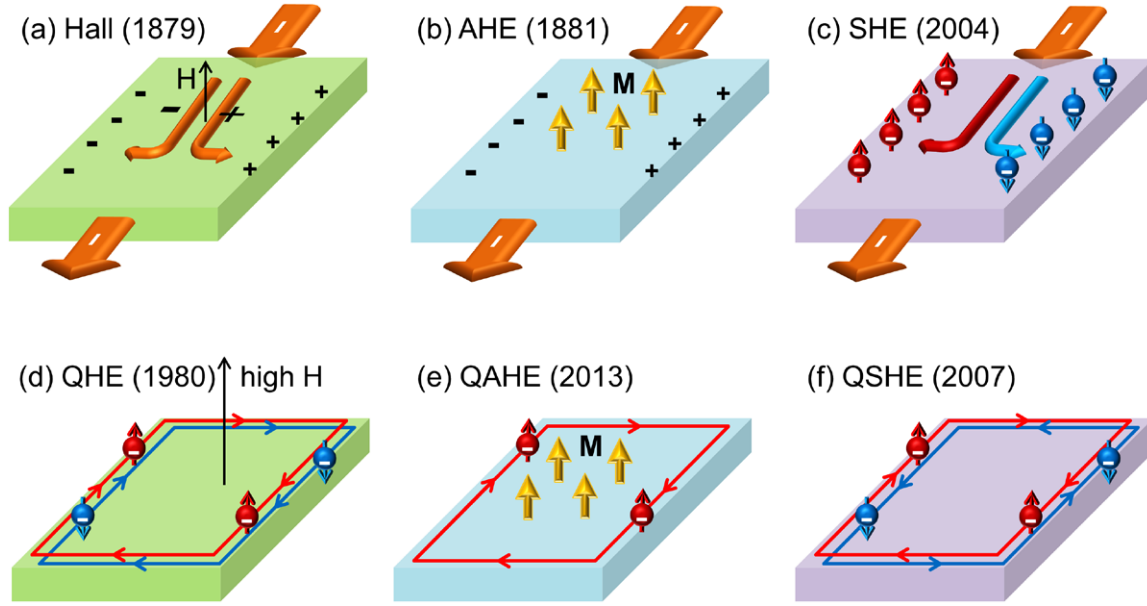 (a) Hall (1879)
H
- - - -
- +
+ + + +
(b) AHE (1881)
M
- - - -
+ + + +
(c) SHE (2004)
(d) QHE (1980) high H
(e) QAHE (2013)
M
(f) QSHE (2007)